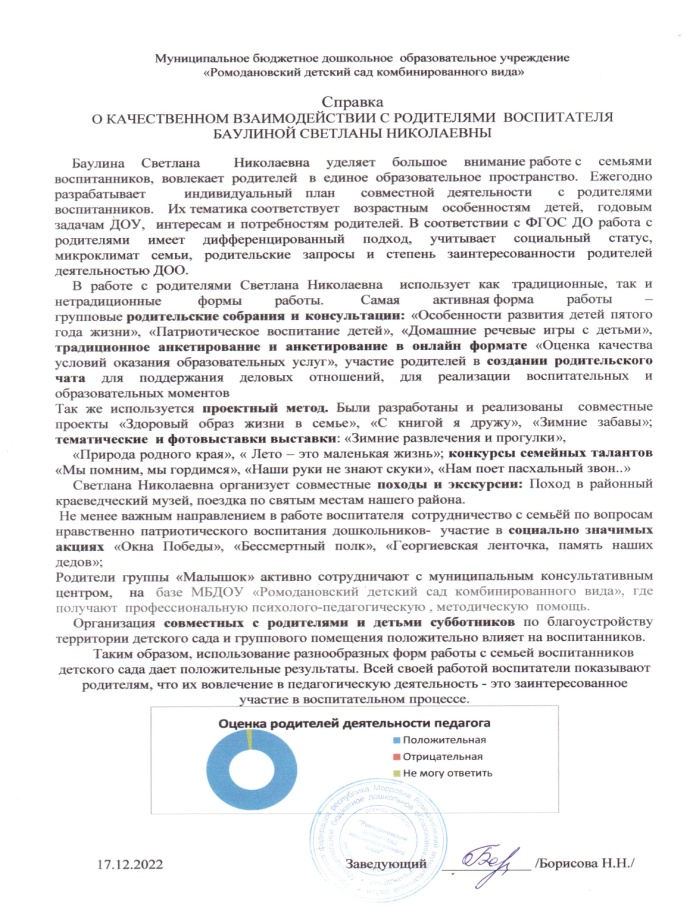 Муниципальное бюджетное дошкольное образовательное учреждение
«Ромодановский детский сад комбинированного вида»
Справка
О КАЧЕСТВЕННОМ ВЗАИМОДЕЙСТВИИ С РОДИТЕЛЯМИ ВОСПИТАТЕЛЯ
БАУЛИНОЙ СВЕТЛАНЫ НИКОЛАЕВНЫ
Баулина Светлана Николаевна уделяет большое внимание работе с семьями
воспитанников, вовлекает родителей в единое образовательное пространство. Ежегодно
разрабатывает индивидуальный план совместной деятельности с родителями
воспитанников. Их тематика соответствует возрастным особенностям детей, годовым
задачам ДОУ, интересам и потребностям родителей. В соответствии с ФГОС ДО работа с
родителями имеет дифференцированный подход, учитывает социальный статус,
микроклимат семьи, родительские запросы и степень заинтересованности родителей
деятельностью ДОО.
В работе с родителями Светлана Николаевна использует как традиционные, так и
нетрадиционные формы работы. Самая активная форма работы –
групповые родительские собрания и консультации: «Особенности развития детей пятого
года жизни», «Патриотическое воспитание детей», «Домашние речевые игры с детьми»,
традиционное анкетирование и анкетирование в онлайн формате «Оценка качества
условий оказания образовательных услуг», участие родителей в создании родительского
чата для поддержания деловых отношений, для реализации воспитательных и
образовательных моментов
Так же используется проектный метод. Были разработаны и реализованы совместные
проекты «Здоровый образ жизни в семье», «С книгой я дружу», «Зимние забавы»;
тематические и фотовыставки выставки: «Зимние развлечения и прогулки»,
«Природа родного края», « Лето – это маленькая жизнь»; конкурсы семейных талантов
«Мы помним, мы гордимся», «Наши руки не знают скуки», «Нам поет пасхальный звон..»
Светлана Николаевна организует совместные походы и экскурсии: Поход в районный
краеведческий музей, поездка по святым местам нашего района.
Не менее важным направлением в работе воспитателя сотрудничество с семьёй по вопросам
нравственно патриотического воспитания дошкольников- участие в социально значимых
акциях «Окна Победы», «Бессмертный полк», «Георгиевская ленточка, память наших
дедов»;
Родители группы «Малышок» активно сотрудничают с муниципальным консультативным
центром, на базе МБДОУ «Ромодановский детский сад комбинированного вида», где
получают профессиональную психолого-педагогическую , методическую помощь.
Организация совместных с родителями и детьми субботников по благоустройству
территории детского сада и группового помещения положительно влияет на воспитанников.
Таким образом, использование разнообразных форм работы с семьей воспитанников
детского сада дает положительные результаты. Всей своей работой воспитатели показывают
родителям, что их вовлечение в педагогическую деятельность - это заинтересованное
участие в воспитательном процессе.
Оценка родителей деятельности педагога
Положительная
Отрицательная
Не могу ответить
17.12.2022 Заведующий /Борисова Н.Н./